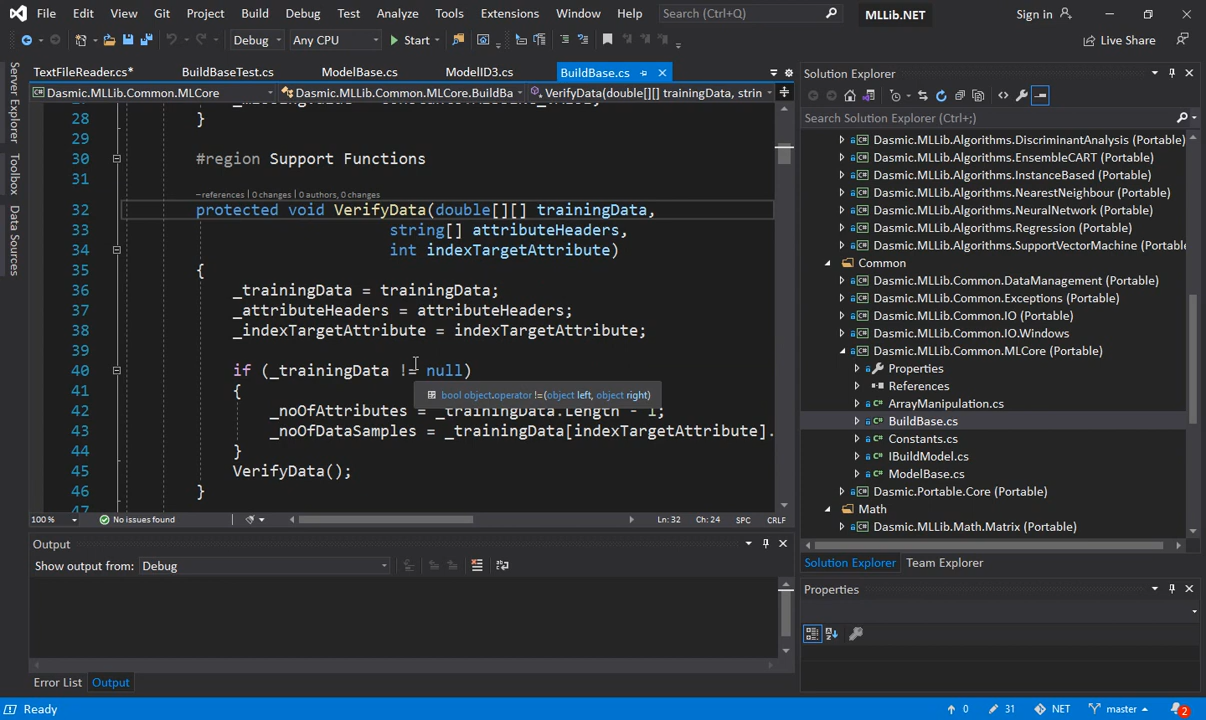 File Edit View Git Project Build Debug Test Analyze Tools Extensions Window Help Search (Ctrl+Q) MLLib.NET Sign in
Debug Any CPU Start Live Share
Server Explorer
Toolbox
Data Sources
TextFileReader.cs* BuildBaseTest.cs ModelBase.cs ModelID3.cs BuildBase.cs
Dasmic.MLLib.Common.MLCore Dasmic.MLLib.Common.MLCore.BuildBa VerifyData(double[][] trainingData, strin
28 }
29
30 #region Support Functions
31
– references | 0 changes | 0 authors, 0 changes
32 protected void VerifyData(double[][] trainingData,
33 string[] attributeHeaders,
34 int indexTargetAttribute)
35 {
36 _trainingData = trainingData;
37 _attributeHeaders = attributeHeaders;
38 _indexTargetAttribute = indexTargetAttribute;
39
40 if (_trainingData != null)
41 {
bool object.operator !=(object left, object right)
42 _noOfAttributes = _trainingData.Length - 1;
43 _noOfDataSamples = _trainingData[indexTargetAttribute].
44 }
45 VerifyData();
46 }
47
100 % No issues found Ln: 32 Ch: 24 SPC CRLF
Output
Show output from: Debug
Error List Output
Solution Explorer
Search Solution Explorer (Ctrl+;)
Dasmic.MLLib.Algorithms.DiscriminantAnalysis (Portable)
Dasmic.MLLib.Algorithms.EnsembleCART (Portable)
Dasmic.MLLib.Algorithms.InstanceBased (Portable)
Dasmic.MLLib.Algorithms.NearestNeighbour (Portable)
Dasmic.MLLib.Algorithms.NeuralNetwork (Portable)
Dasmic.MLLib.Algorithms.Regression (Portable)
Dasmic.MLLib.Algorithms.SupportVectorMachine (Portable)
Common
Dasmic.MLLib.Common.DataManagement (Portable)
Dasmic.MLLib.Common.Exceptions (Portable)
Dasmic.MLLib.Common.IO (Portable)
Dasmic.MLLib.Common.IO.Windows
Dasmic.MLLib.Common.MLCore (Portable)
Properties
References
ArrayManipulation.cs
BuildBase.cs
Constants.cs
IBuildModel.cs
ModelBase.cs
Dasmic.Portable.Core (Portable)
Math
Dasmic.MLLib.Math.Matrix (Portable)
Solution Explorer Team Explorer
Properties
Ready 0 31 NET master 2